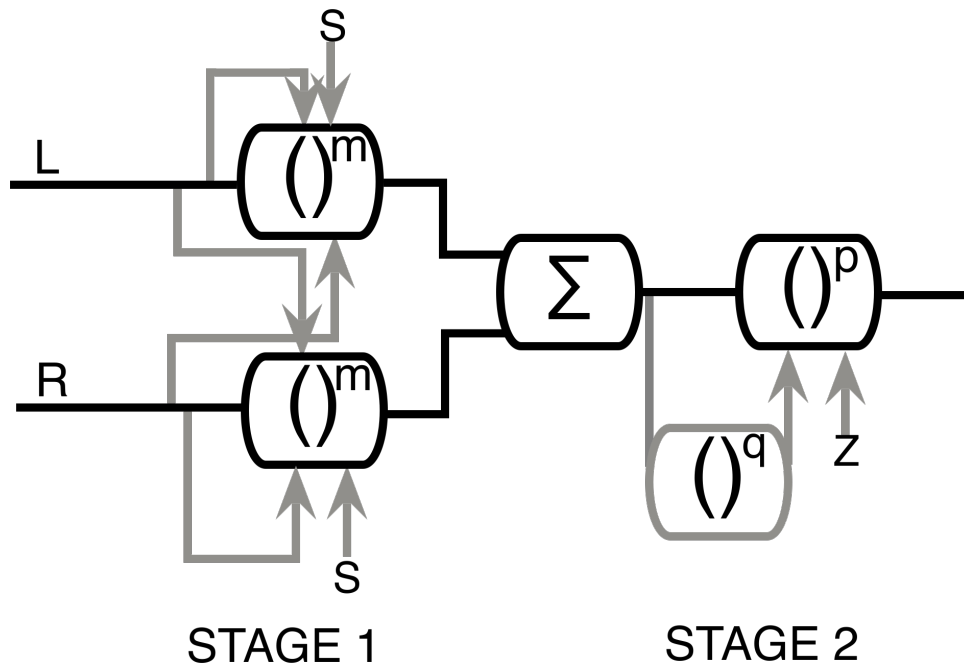 S
L
()ᵐ
Σ
()ᵖ
R
()ᵐ
()^q
Z
S
STAGE 1
STAGE 2